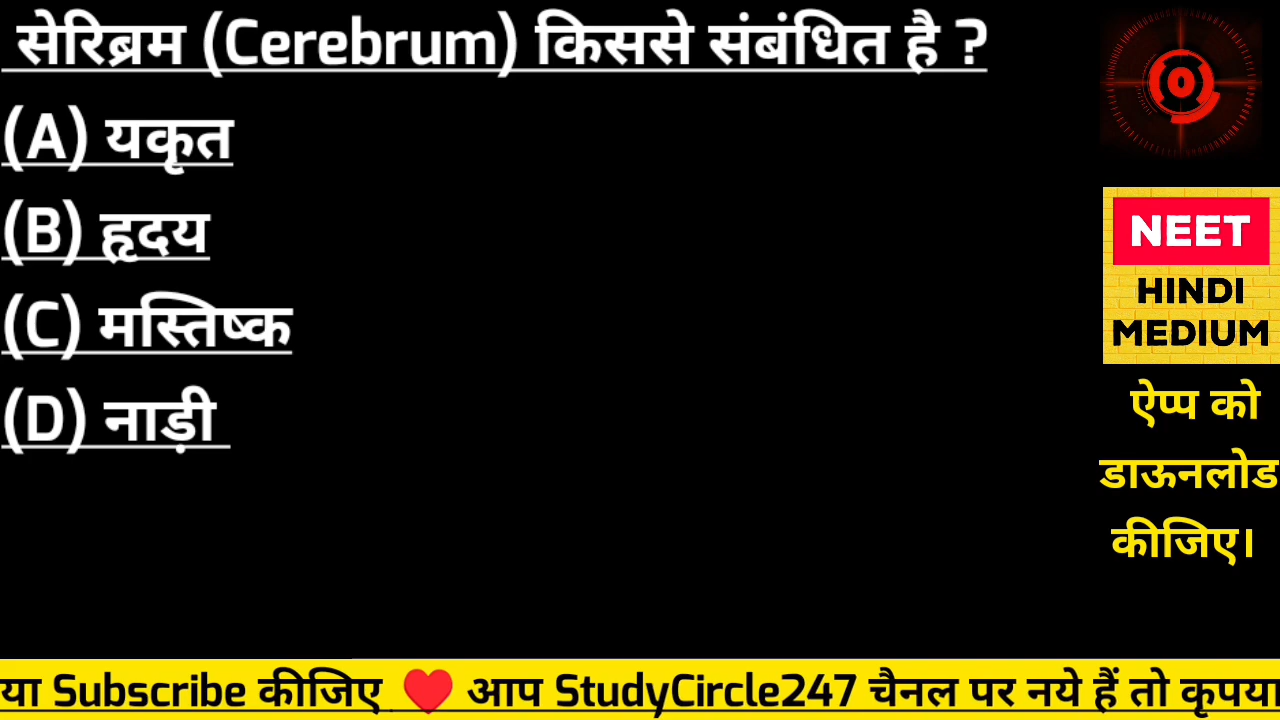 सेरिब्रम (Cerebrum) किससे संबंधित है ?
(A) यकृत
(B) हृदय
(C) मस्तिष्क
(D) नाड़ी
NEET
HINDI
MEDIUM
ऐप्प को
डाऊनलोड
कीजिए।
या Subscribe कीजिए ❤️ आप StudyCircle247 चैनल पर नये हैं तो कृपया